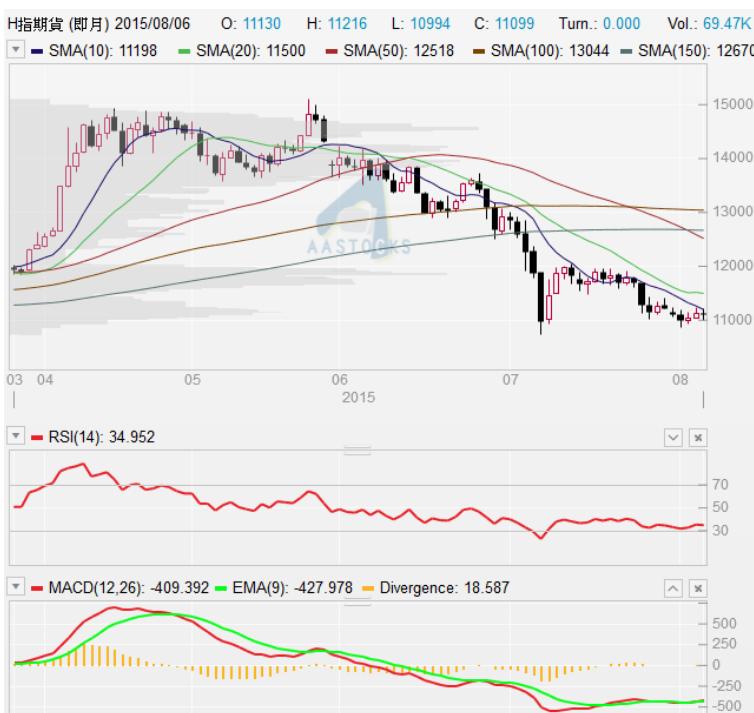 H指期貨 (即月) 2015/08/06 O: 11130 H: 11216 L: 10994 C: 11099 Turn.: 0.000 Vol.: 69.47K
SMA(10): 11198 SMA(20): 11500 SMA(50): 12518 SMA(100): 13044 SMA(150): 12670
15000
14000
AASTOCKS
13000
12000
11000
03 04 05 06 07 08
2015
RSI(14): 34.952
70
50
30
MACD(12,26): -409.392 EMA(9): -427.978 Divergence: 18.587
500
250
0
-250
-500